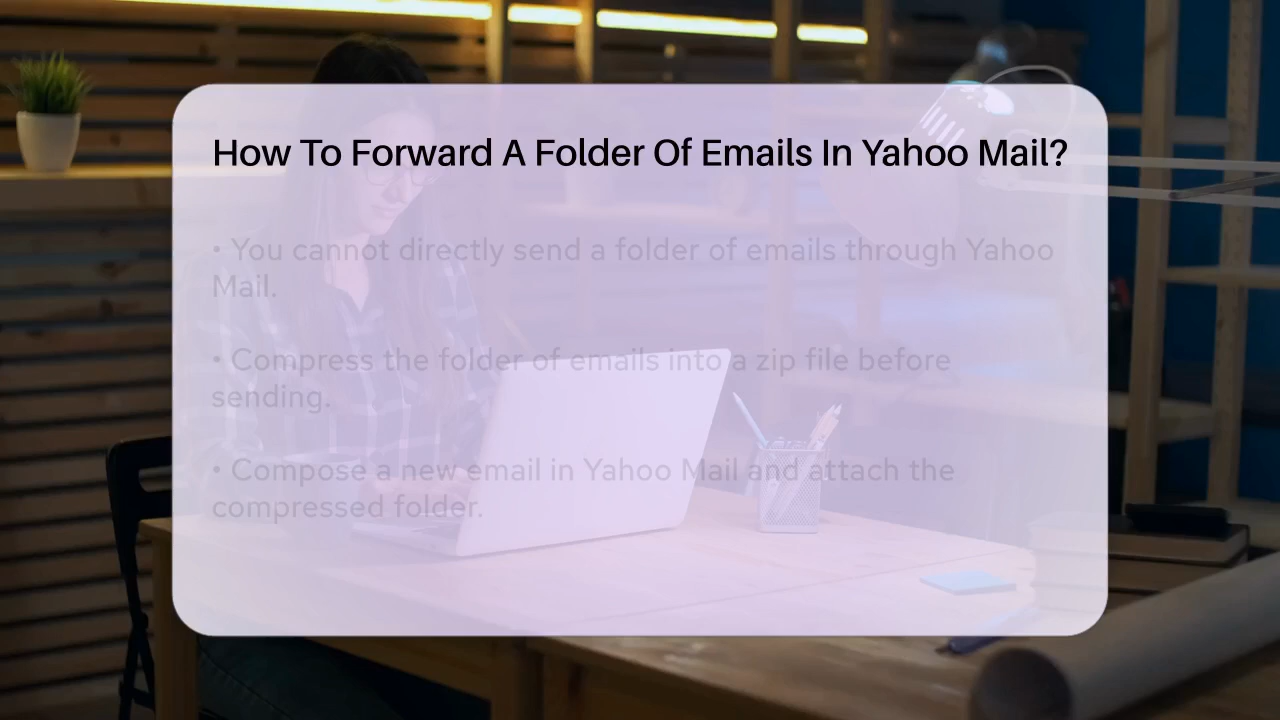 How To Forward A Folder Of Emails In Yahoo Mail?
• You cannot directly send a folder of emails through Yahoo
Mail.
• Compress the folder of emails into a zip file before
sending.
• Compose a new email in Yahoo Mail and attach the
compressed folder.